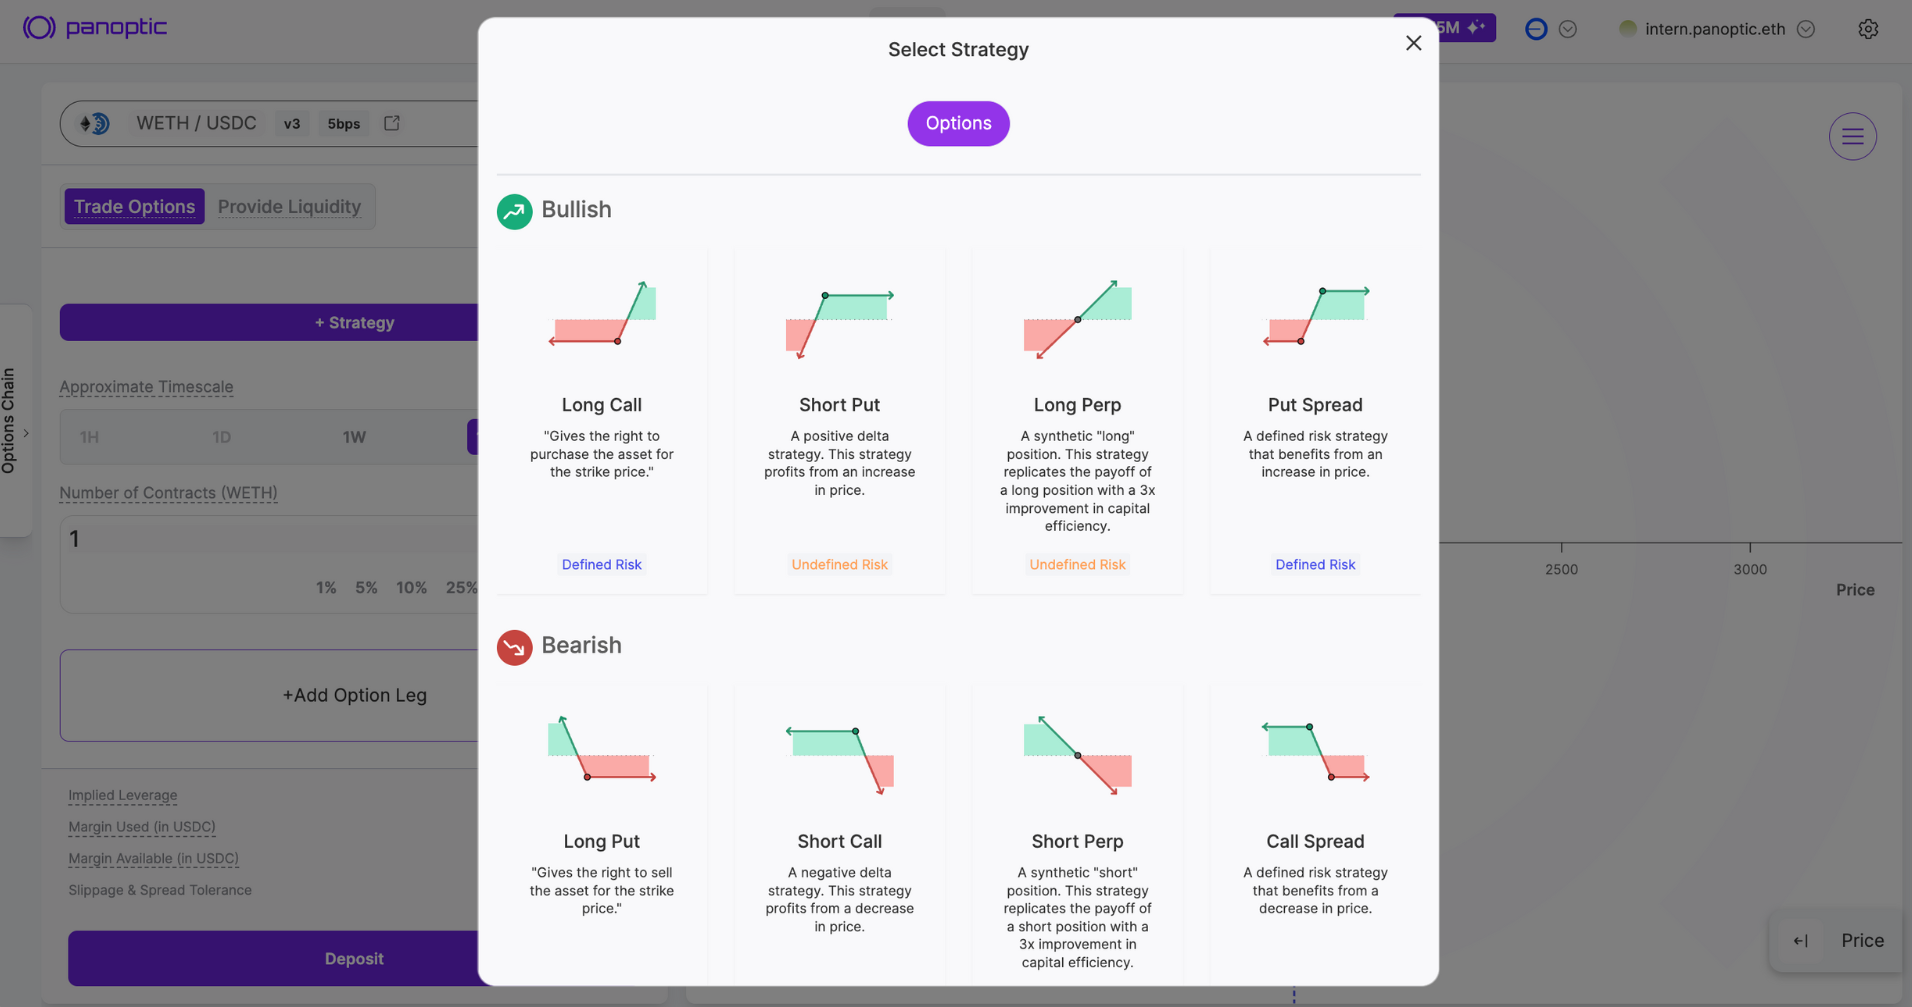 panoptic
Select Strategy
5M
intern.panoptic.eth
Options
WETH / USDC
v3
5bps
Trade Options
Provide Liquidity
+ Strategy
Approximate Timescale
1H
1D
1W
Number of Contracts (WETH)
1
1%
5%
10%
25%
+Add Option Leg
Implied Leverage
Margin Used (in USDC)
Margin Available (in USDC)
Slippage & Spread Tolerance
Deposit
Options Chain
Bullish
Long Call
"Gives the right to
purchase the asset for
the strike price."
Defined Risk
Short Put
A positive delta
strategy. This strategy
profits from an increase
in price.
Undefined Risk
Long Perp
A synthetic "long"
position. This strategy
replicates the payoff of
a long position with a 3x
improvement in capital
efficiency.
Undefined Risk
Put Spread
A defined risk strategy
that benefits from an
increase in price.
Defined Risk
Bearish
Long Put
"Gives the right to sell
the asset for the strike
price."
Short Call
A negative delta
strategy. This strategy
profits from a decrease
in price.
Short Perp
A synthetic "short"
position. This strategy
replicates the payoff of
a short position with a
3x improvement in
capital efficiency.
Call Spread
A defined risk strategy
that benefits from a
decrease in price.
2500
3000
Price
Price